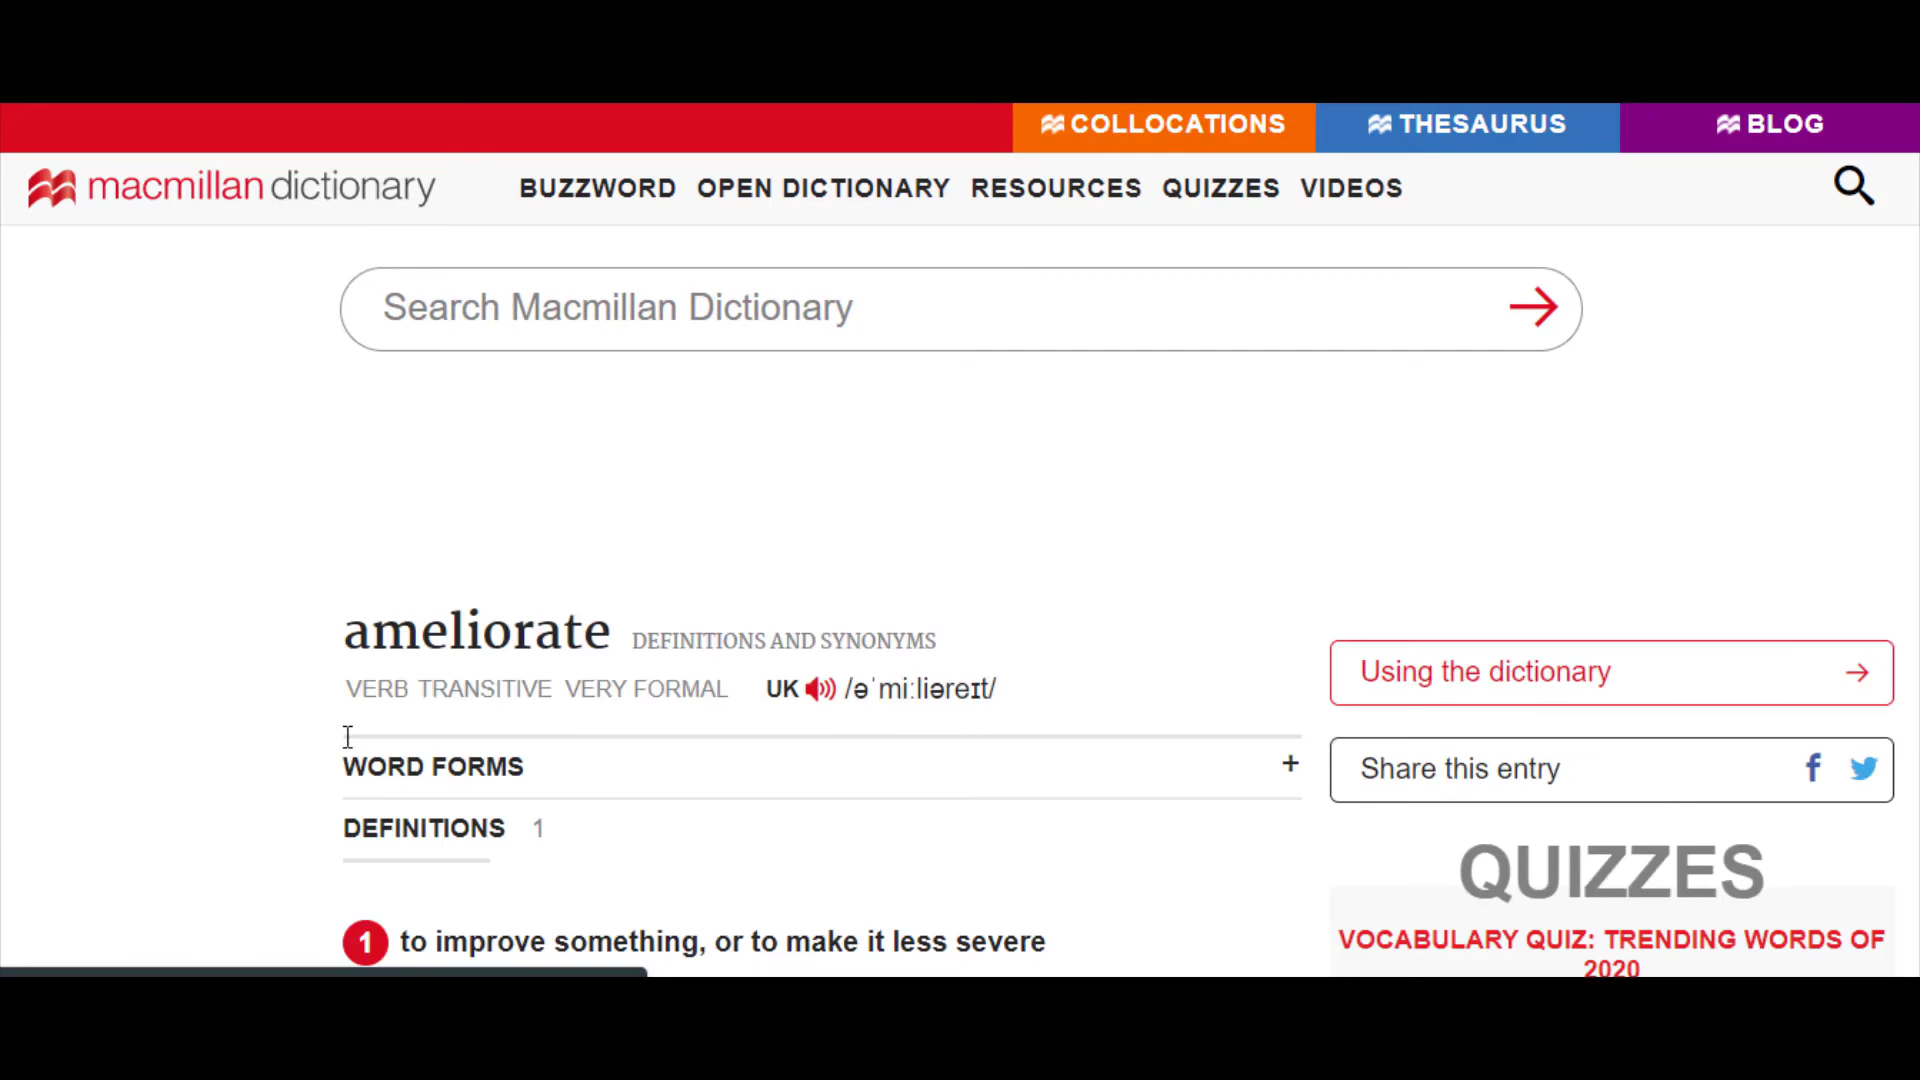 COLLOCATIONS THESAURUS BLOG
macmillan dictionary BUZZWORD OPEN DICTIONARY RESOURCES QUIZZES VIDEOS
Search Macmillan Dictionary
ameliorate DEFINITIONS AND SYNONYMS
VERB TRANSITIVE VERY FORMAL UK /əˈmiːliəreɪt/
WORD FORMS +
DEFINITIONS 1
1 to improve something, or to make it less severe
Using the dictionary
Share this entry
QUIZZES
VOCABULARY QUIZ: TRENDING WORDS OF
2020